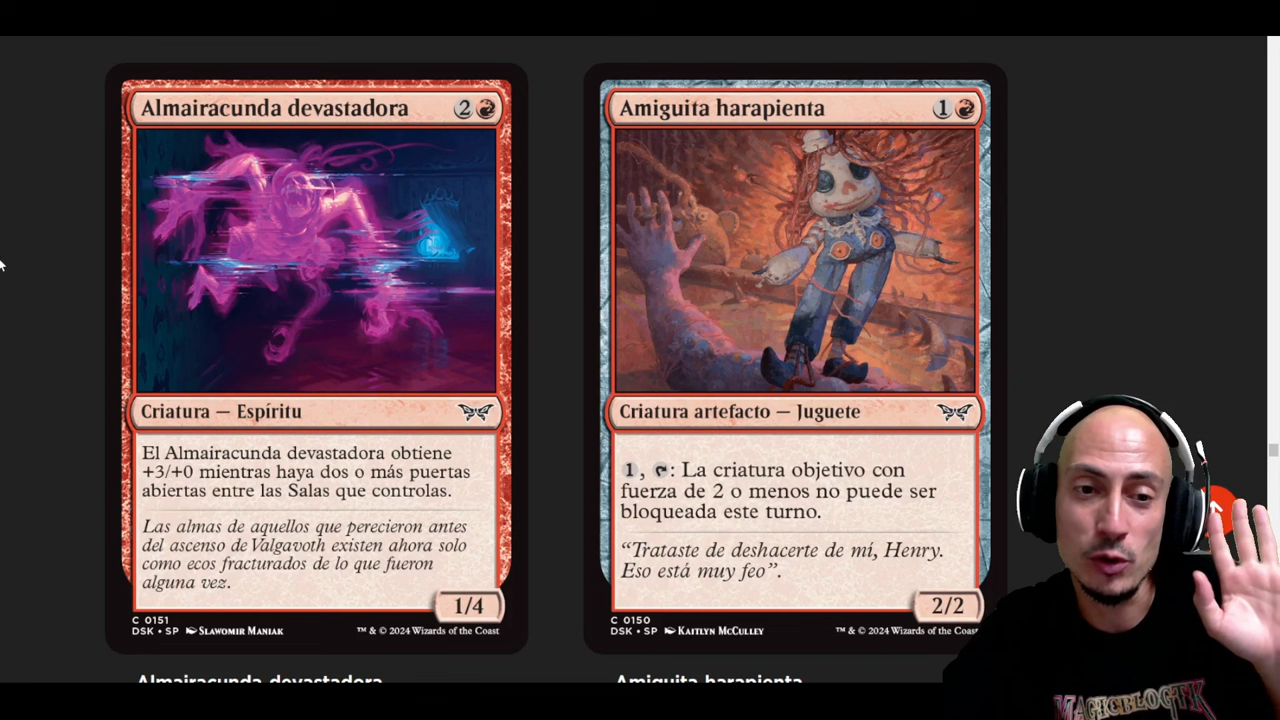 Almairacunda devastadora
2
Criatura — Espíritu
El Almairacunda devastadora obtiene
+3/+0 mientras haya dos o más puertas
abiertas entre las Salas que controlas.
Las almas de aquellos que perecieron antes
del ascenso de Valgavoth existen ahora solo
como ecos fracturados de lo que fueron
alguna vez.
1/4
C 0151
DSK • SP SLAWOMIR MANIAK
™ & © 2024 Wizards of the Coast
Almairacunda devastadora
Amiguita harapienta
1
Criatura artefacto — Juguete
1, : La criatura objetivo con
fuerza de 2 o menos no puede ser
bloqueada este turno.
“Trataste de deshacerte de mí, Henry.
Eso está muy feo”.
2/2
C 0150
DSK • SP KAITLYN MCCULLEY
™ & © 2024 Wizards of the Coast
Amiguita harapienta
MAGICBLOGTK